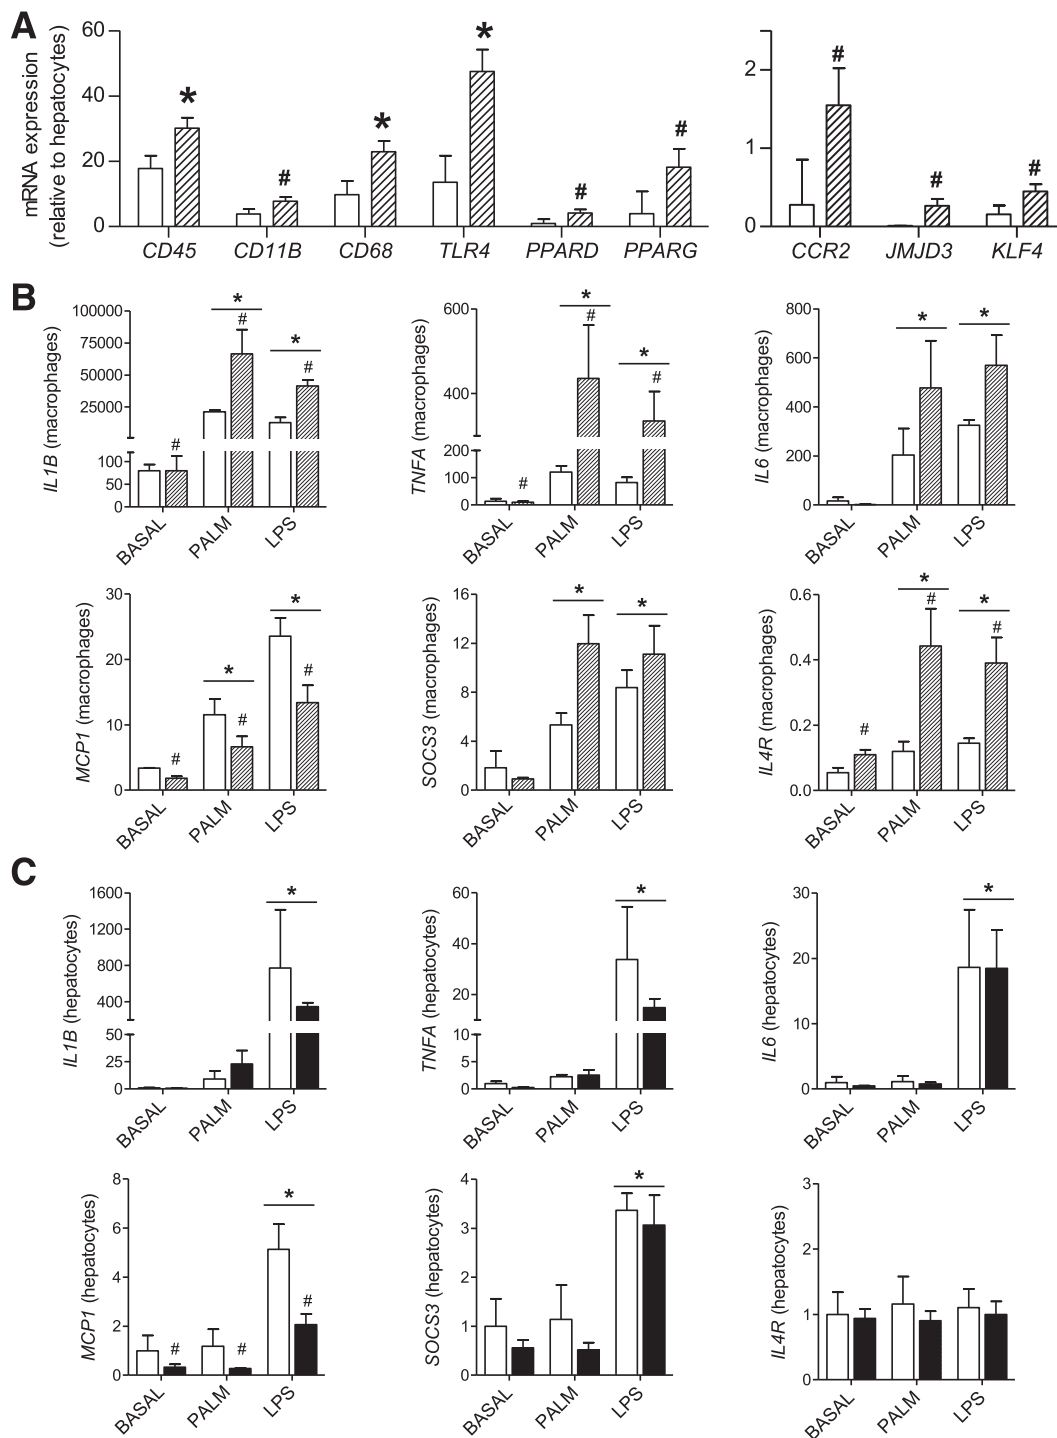 A
mRNA expression
(relative to hepatocytes)
60
40
20
0
* # * * # #
CD45 CD11B CD68 TLR4 PPARD PPARG
2
1
0
# # #
CCR2 JMJD3 KLF4
B
IL1B (macrophages)
100000
75000
50000
25000
100
50
0
# * # * #
BASAL PALM LPS
TNFA (macrophages)
600
400
200
100
0
# * # * #
BASAL PALM LPS
IL6 (macrophages)
800
600
400
200
0
* *
BASAL PALM LPS
MCP1 (macrophages)
30
20
10
0
# * # * #
BASAL PALM LPS
SOCS3 (macrophages)
16
12
8
4
0
* *
BASAL PALM LPS
IL4R (macrophages)
0.6
0.4
0.2
0.0
# * # * #
BASAL PALM LPS
C
IL1B (hepatocytes)
1600
1200
800
400
50
25
0
*
BASAL PALM LPS
TNFA (hepatocytes)
60
40
20
10
5
0
*
BASAL PALM LPS
IL6 (hepatocytes)
30
20
10
0
*
BASAL PALM LPS
MCP1 (hepatocytes)
8
6
4
2
0
# # * #
BASAL PALM LPS
SOCS3 (hepatocytes)
4
3
2
1
0
*
BASAL PALM LPS
IL4R (hepatocytes)
3
2
1
0
BASAL PALM LPS